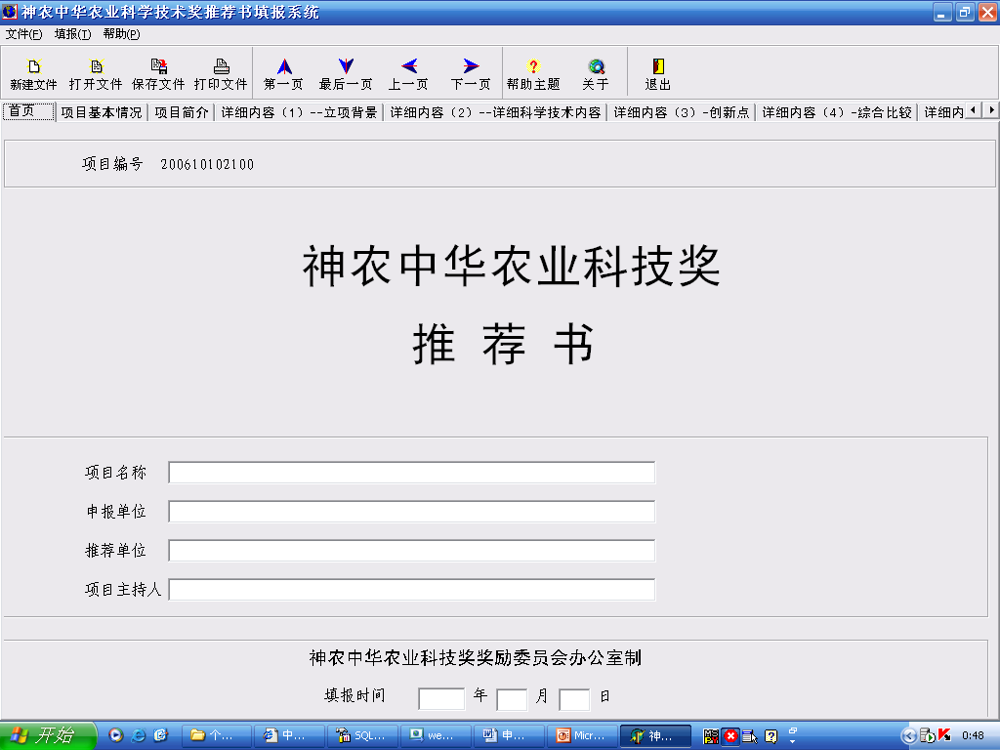 神农中华农业科学技术奖推荐书填报系统
文件(F) 填报(I) 帮助(P)
新建文件 打开文件 保存文件 打印文件 第一页 最后一页 上一页 下一页 帮助主题 关于 退出
首页 项目基本情况 项目简介 详细内容（1）--立项背景 详细内容（2）--详细科学技术内容 详细内容（3）-创新点 详细内容（4）-综合比较 详细内
项目编号 200610102100
神农中华农业科技奖
推 荐 书
项目名称
申报单位
推荐单位
项目主持人
神农中华农业科技奖奖励委员会办公室制
填报时间 年 月 日
开始 个... 中... SQL... we... 申... Micr... 神... 0:48